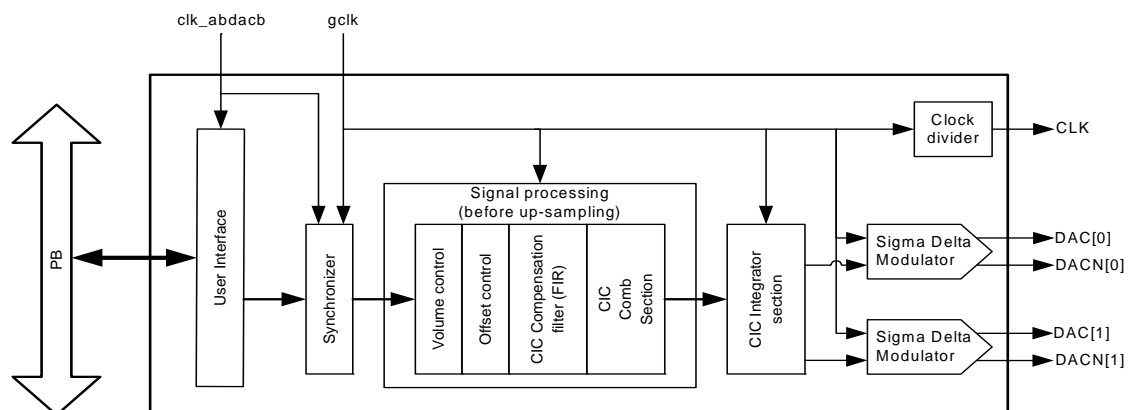 clk_abdacb
gclk
Clock
divider
CLK
PB
User Interface
Synchronizer
Signal processing
(before up-sampling)
Volume control
Offset control
CIC Compensation
filter (FIR)
CIC
Comb
Section
CIC Integrator
section
Sigma Delta
Modulator
DAC[0]
DACN[0]
Sigma Delta
Modulator
DAC[1]
DACN[1]